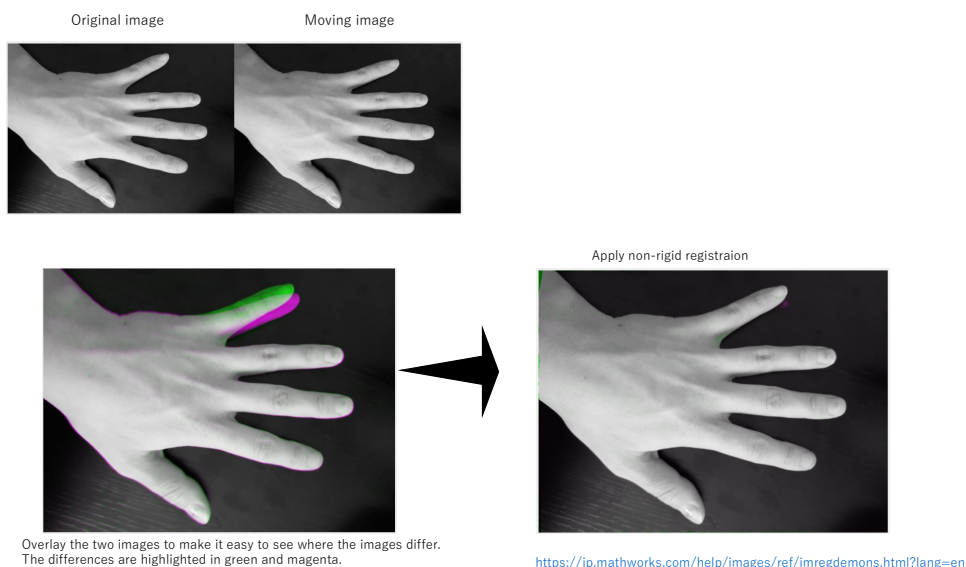 Original image
Moving image
Apply non-rigid registraion
Overlay the two images to make it easy to see where the images differ.
The differences are highlighted in green and magenta.
https://jp.mathworks.com/help/images/ref/imregdemons.html?lang=en